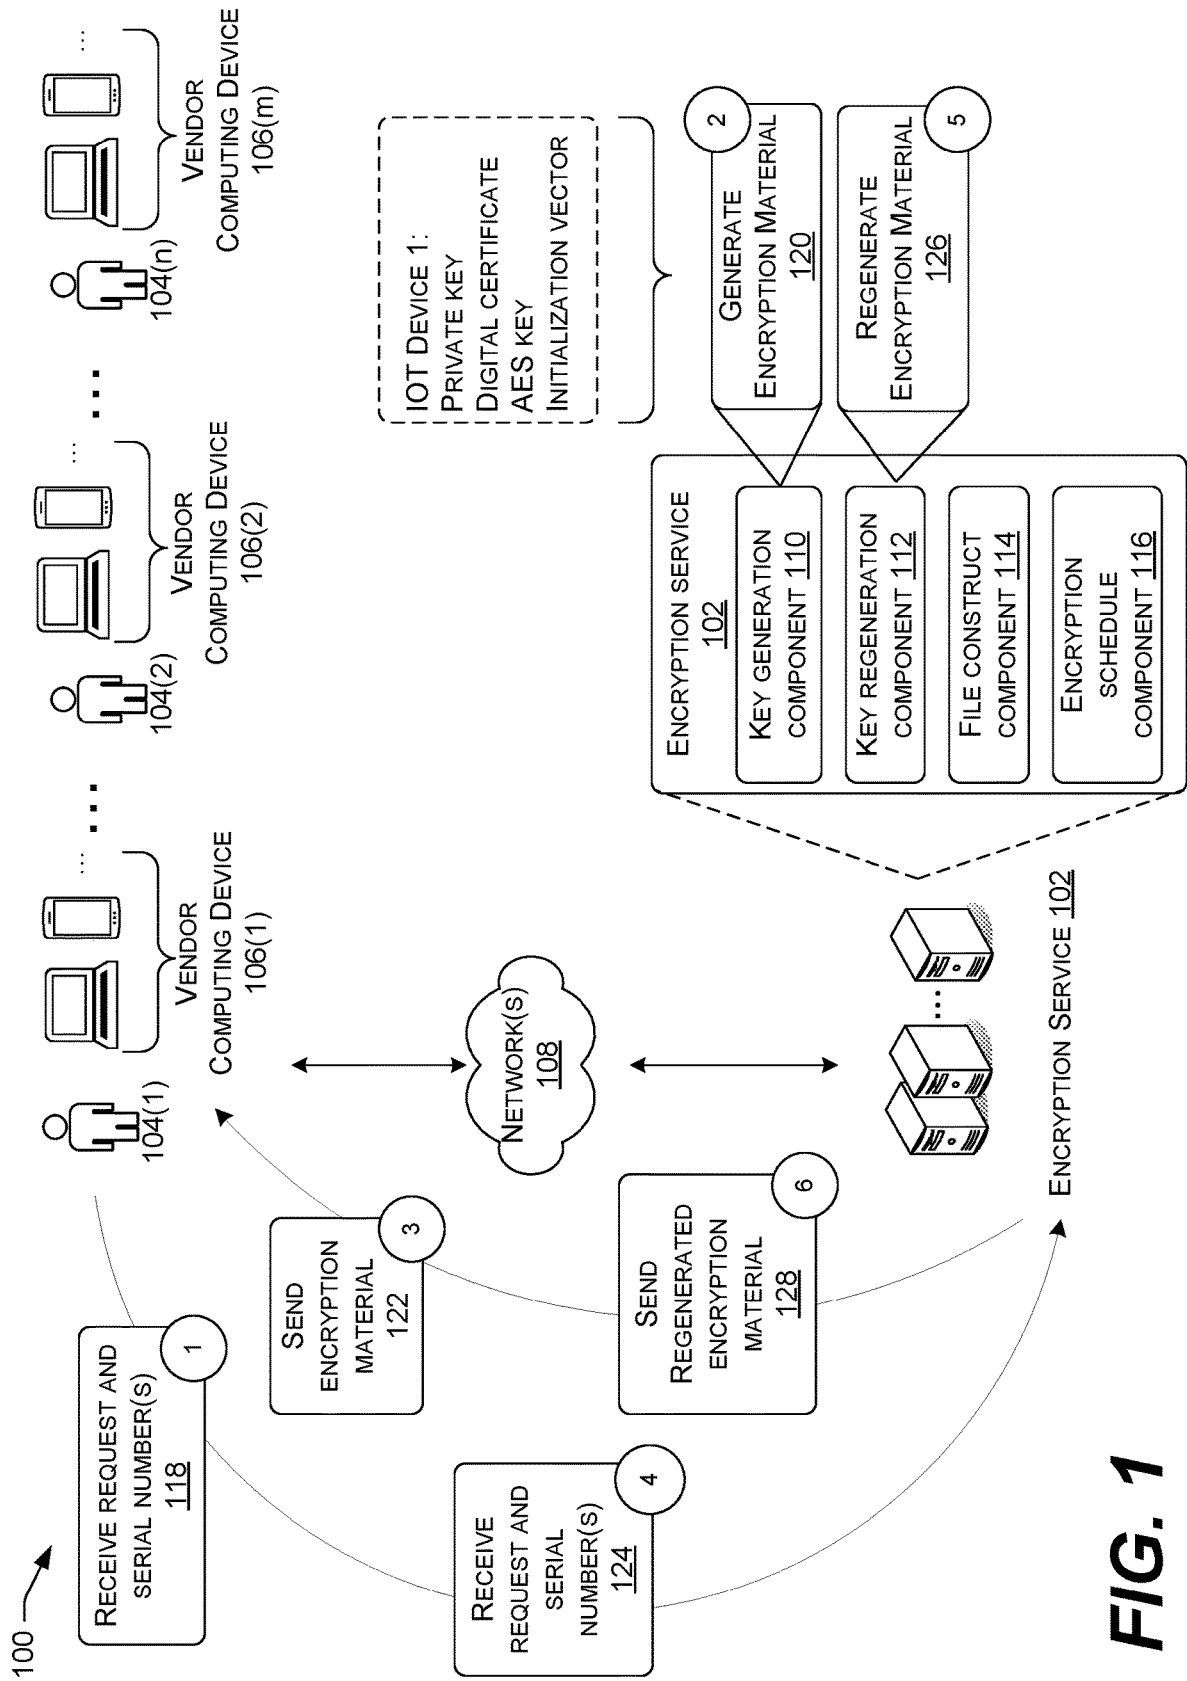 100
RECEIVE REQUEST AND
SERIAL NUMBER(S)
118
1
104(1)
...
VENDOR
COMPUTING DEVICE
106(1)
...
104(2)
...
VENDOR
COMPUTING DEVICE
106(2)
...
104(n)
...
VENDOR
COMPUTING DEVICE
106(m)
SEND
ENCRYPTION
MATERIAL
122
3
NETWORK(S)
108
RECEIVE
REQUEST AND
SERIAL
NUMBER(S)
124
4
SEND
REGENERATED
ENCRYPTION
MATERIAL
128
6
...
ENCRYPTION SERVICE 102
ENCRYPTION SERVICE
102
KEY GENERATION
COMPONENT 110
KEY REGENERATION
COMPONENT 112
FILE CONSTRUCT
COMPONENT 114
ENCRYPTION
SCHEDULE
COMPONENT 116
IOT DEVICE 1:
PRIVATE KEY
DIGITAL CERTIFICATE
AES KEY
INITIALIZATION VECTOR
GENERATE
ENCRYPTION MATERIAL
120
2
REGENERATE
ENCRYPTION MATERIAL
126
5
FIG. 1